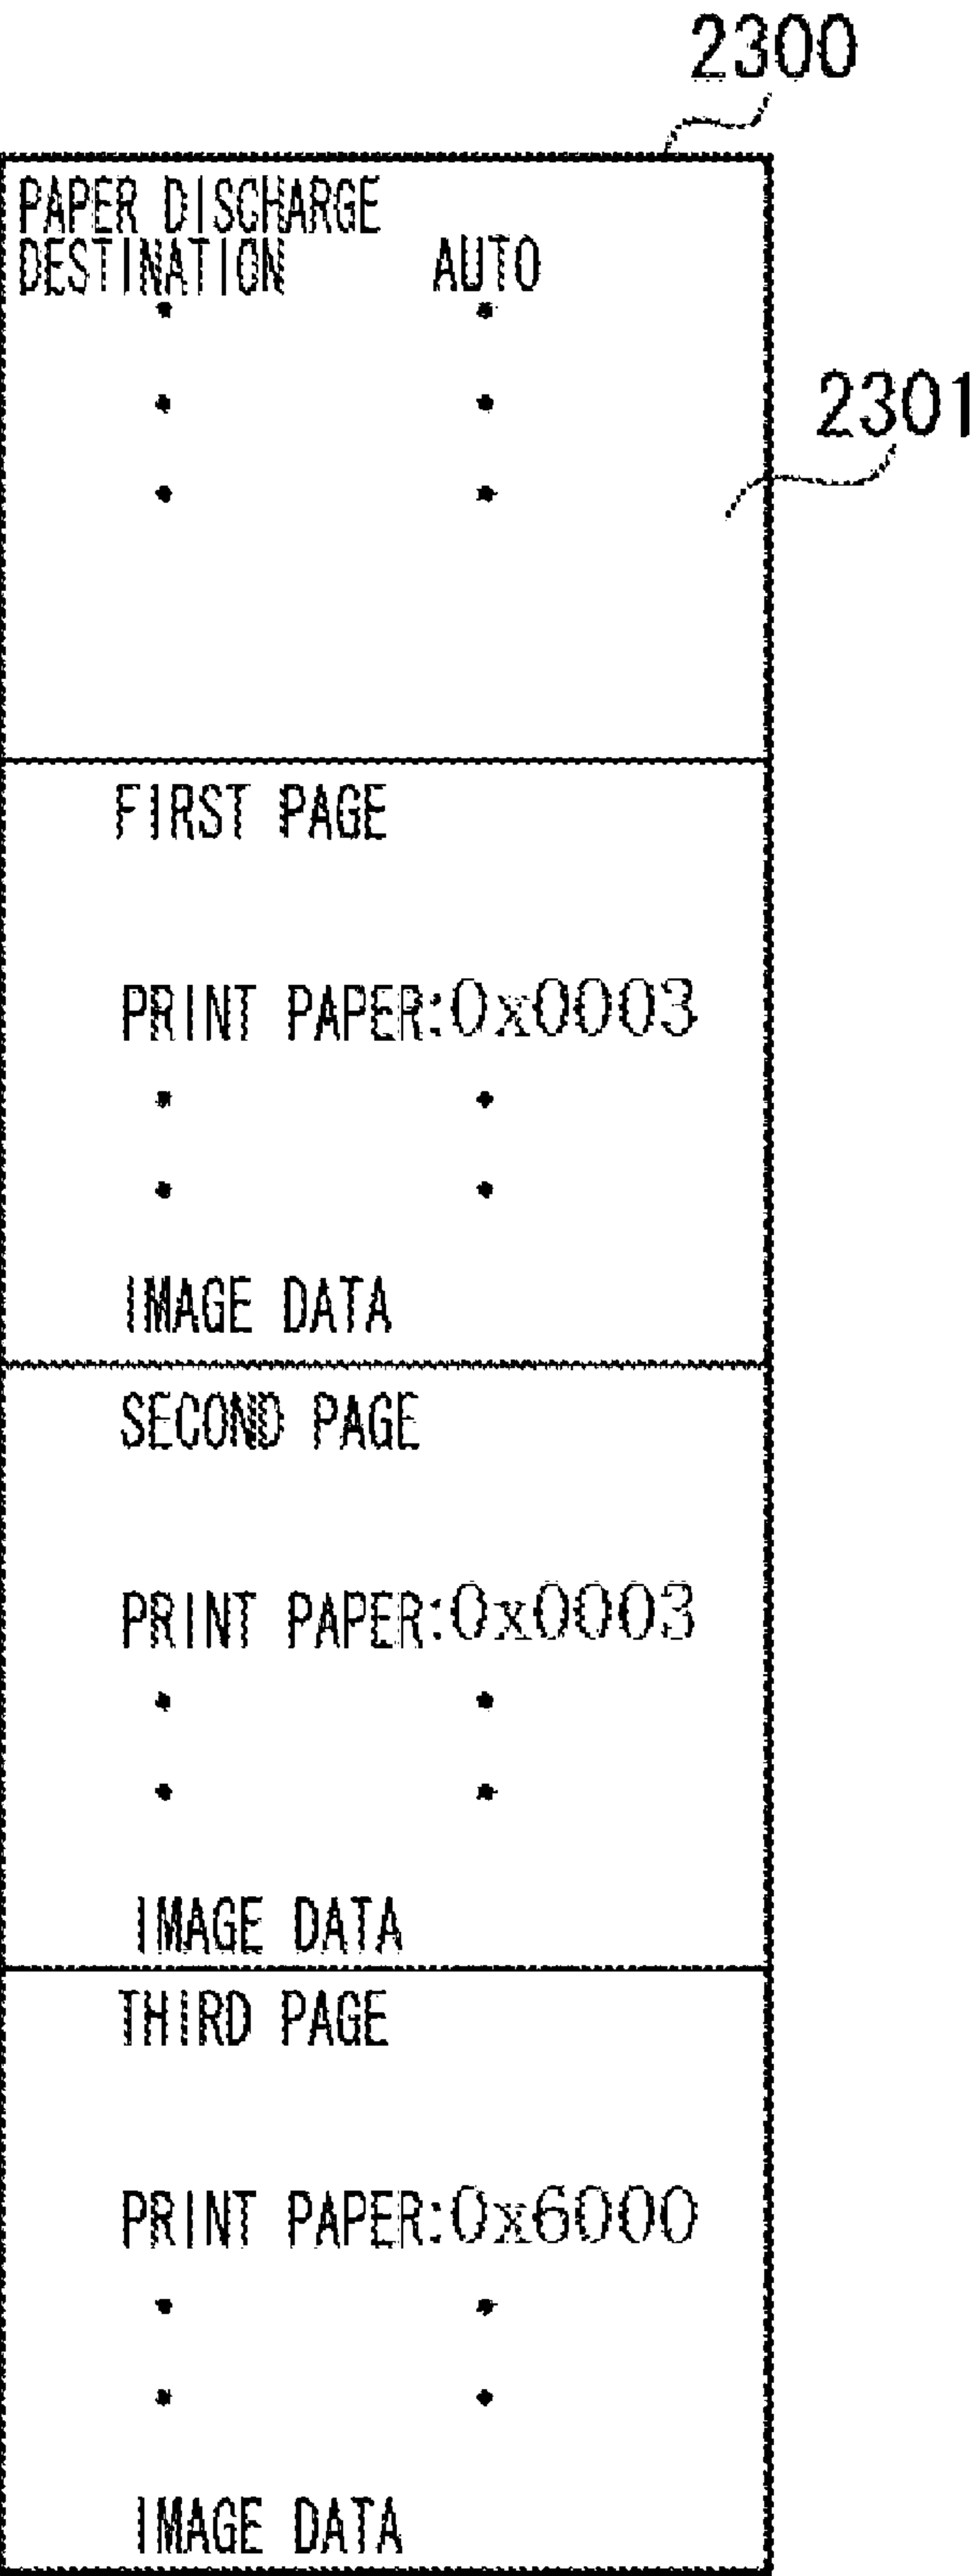 2300
PAPER DISCHARGE
DESTINATION AUTO
2301
FIRST PAGE
PRINT PAPER:0x0003
IMAGE DATA
SECOND PAGE
PRINT PAPER:0x0003
IMAGE DATA
THIRD PAGE
PRINT PAPER:0x6000
IMAGE DATA